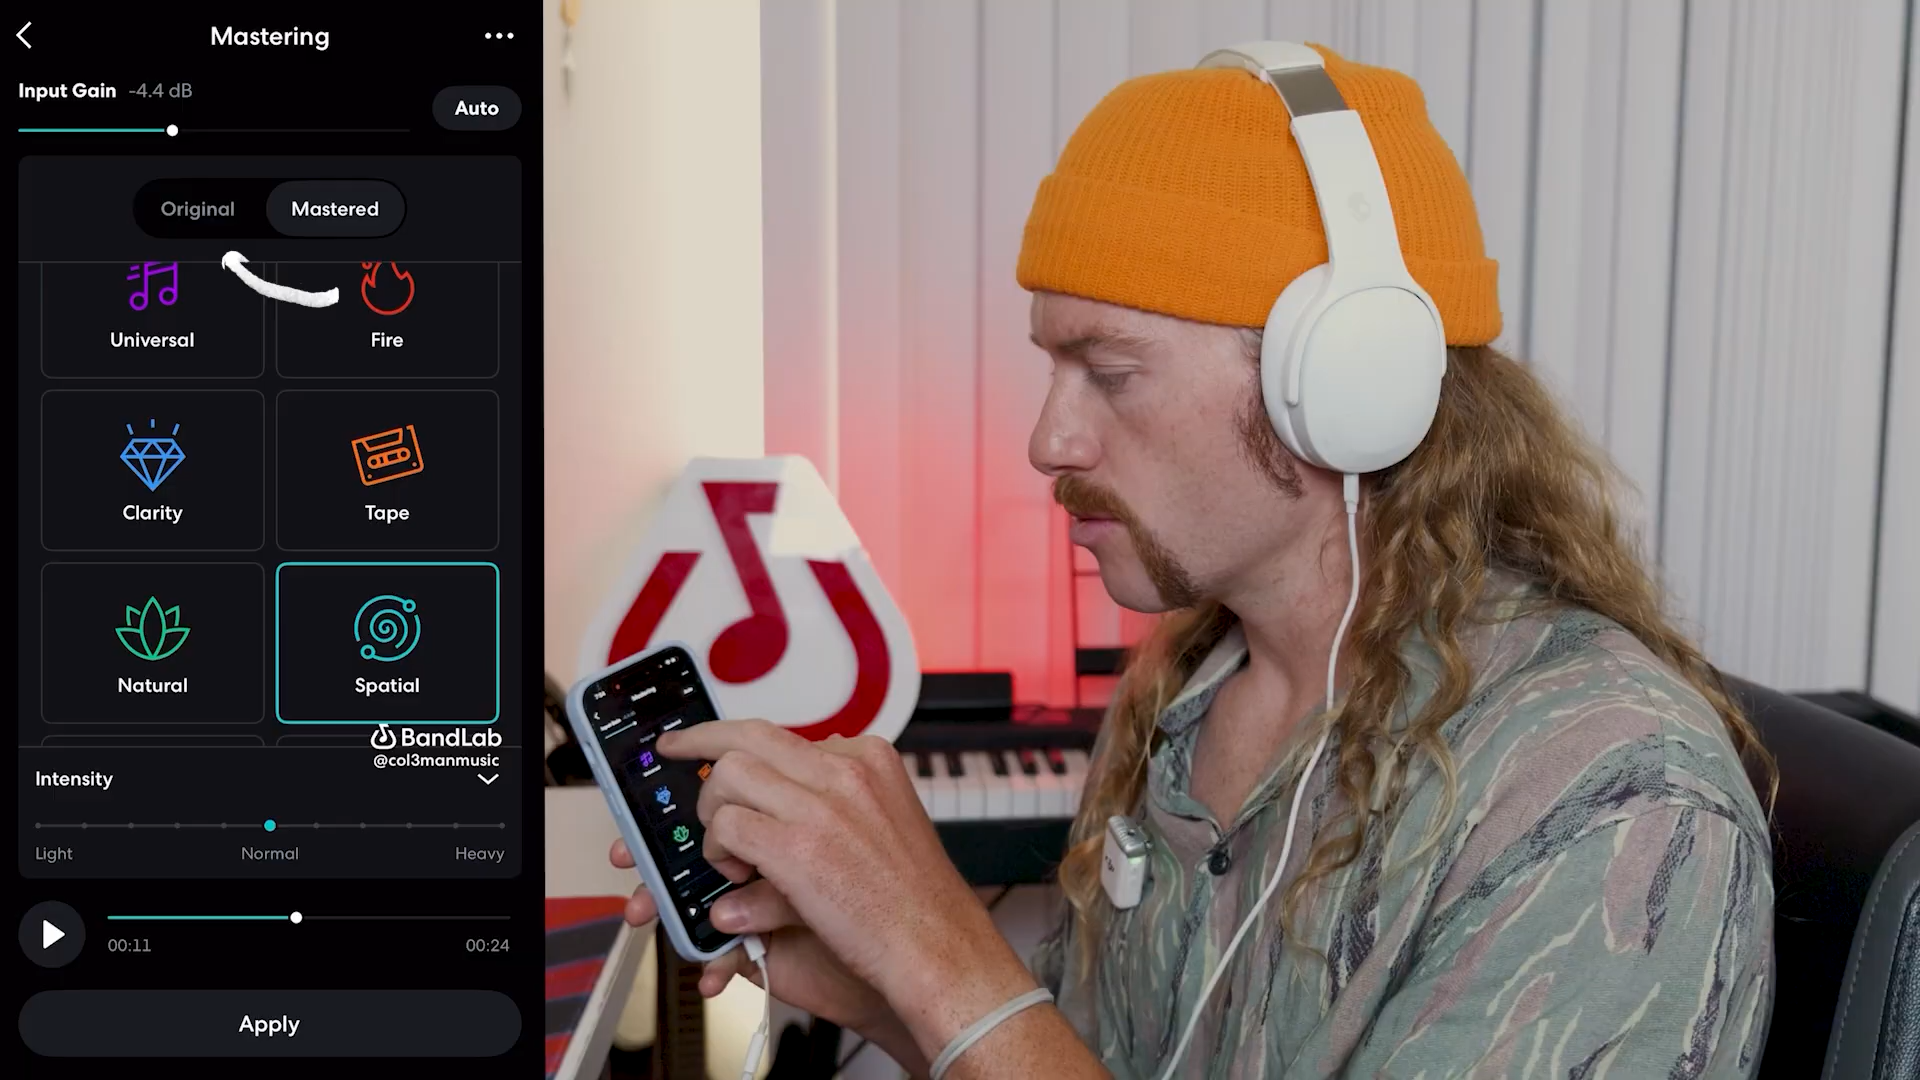 Mastering
Input Gain -4.4 dB
Auto
Original Mastered
Universal Fire
Clarity Tape
Natural Spatial
BandLab
@col3manmusic
Intensity
Light Normal Heavy
00:11 00:24
Apply